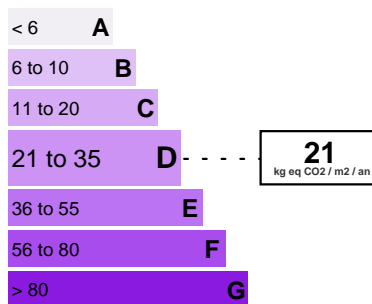 < 6 A
6 to 10 B
11 to 20 C
21 to 35 D
21
kg eq CO2 / m2 / an
36 to 55 E
56 to 80 F
> 80 G